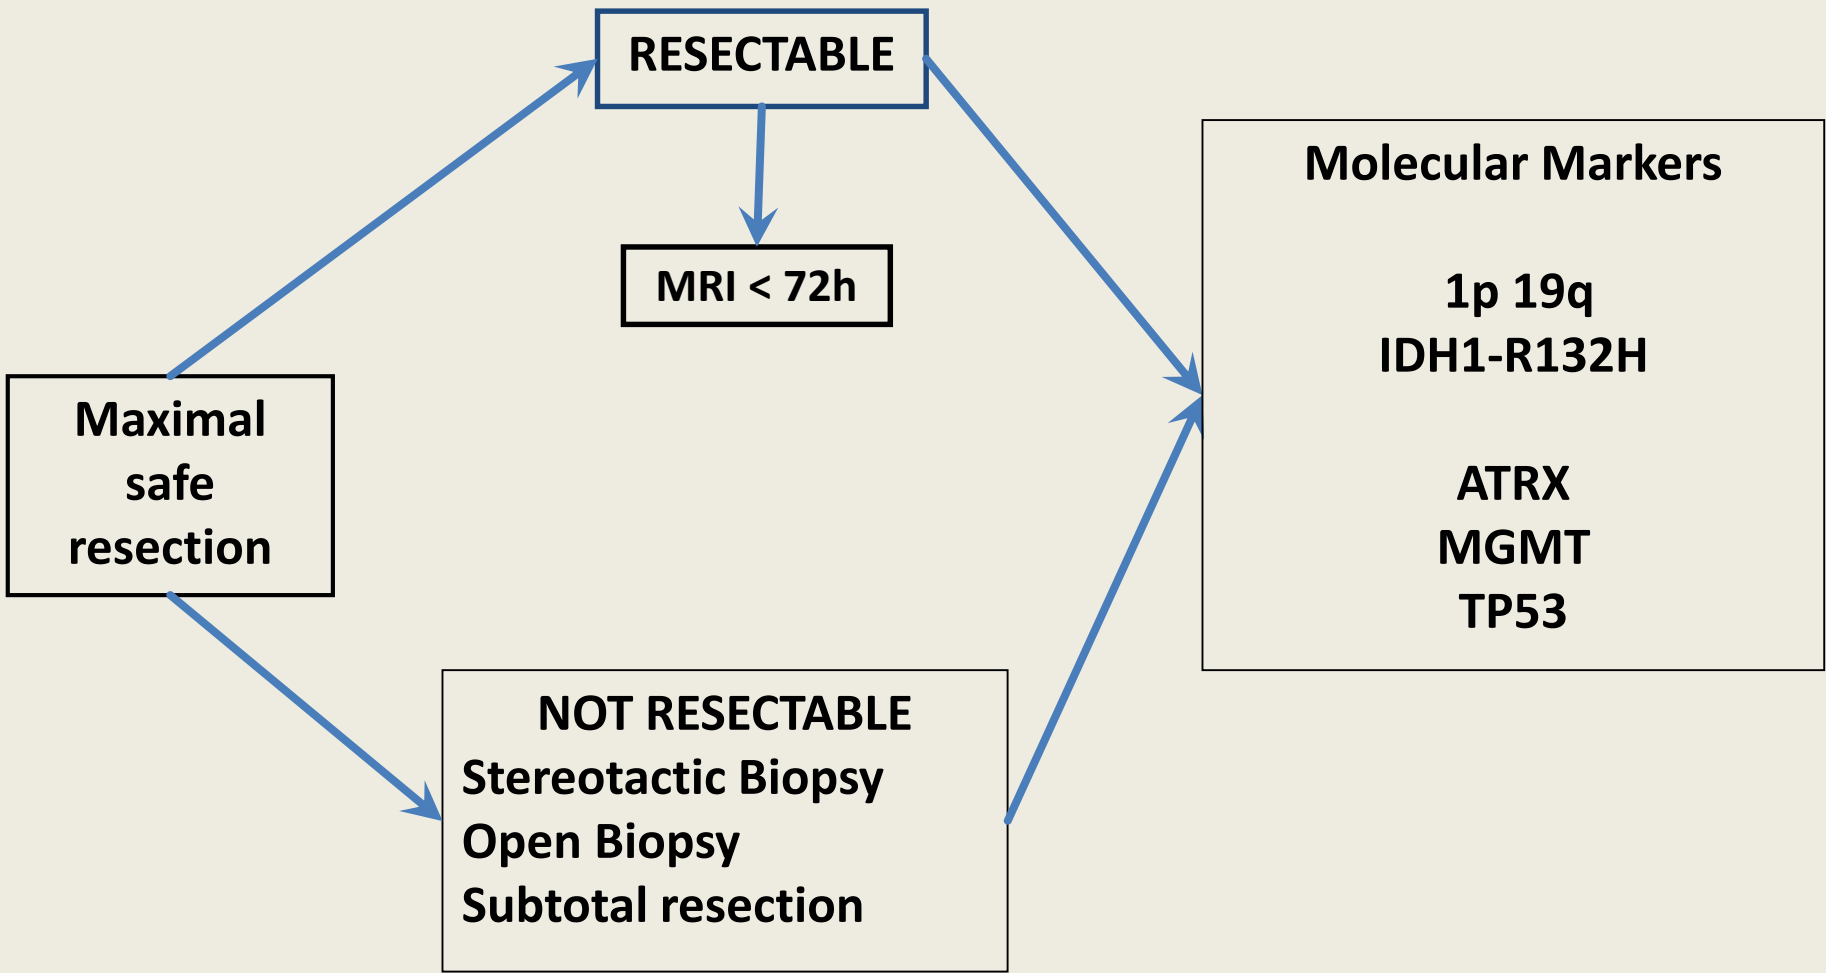 RESECTABLE
MRI < 72h
Maximal
safe
resection
NOT RESECTABLE
Stereotactic Biopsy
Open Biopsy
Subtotal resection
Molecular Markers
1p 19q
IDH1-R132H
ATRX
MGMT
TP53